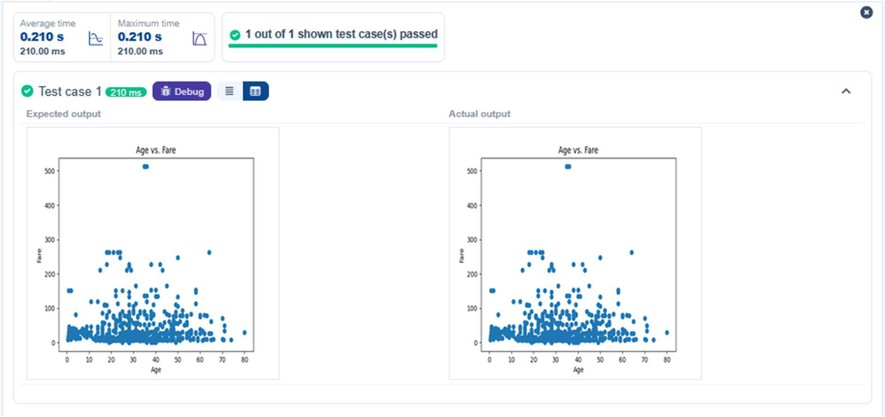 Average time
0.210 s
210.00 ms
Maximum time
0.210 s
210.00 ms
1 out of 1 shown test case(s) passed
Test case 1 210 ms Debug
Expected output
Actual output
Age vs. Fare
500
400
300
200
100
0
Fare
0 10 20 30 40 50 60 70 80
Age
Age vs. Fare
500
400
300
200
100
0
Fare
0 10 20 30 40 50 60 70 80
Age